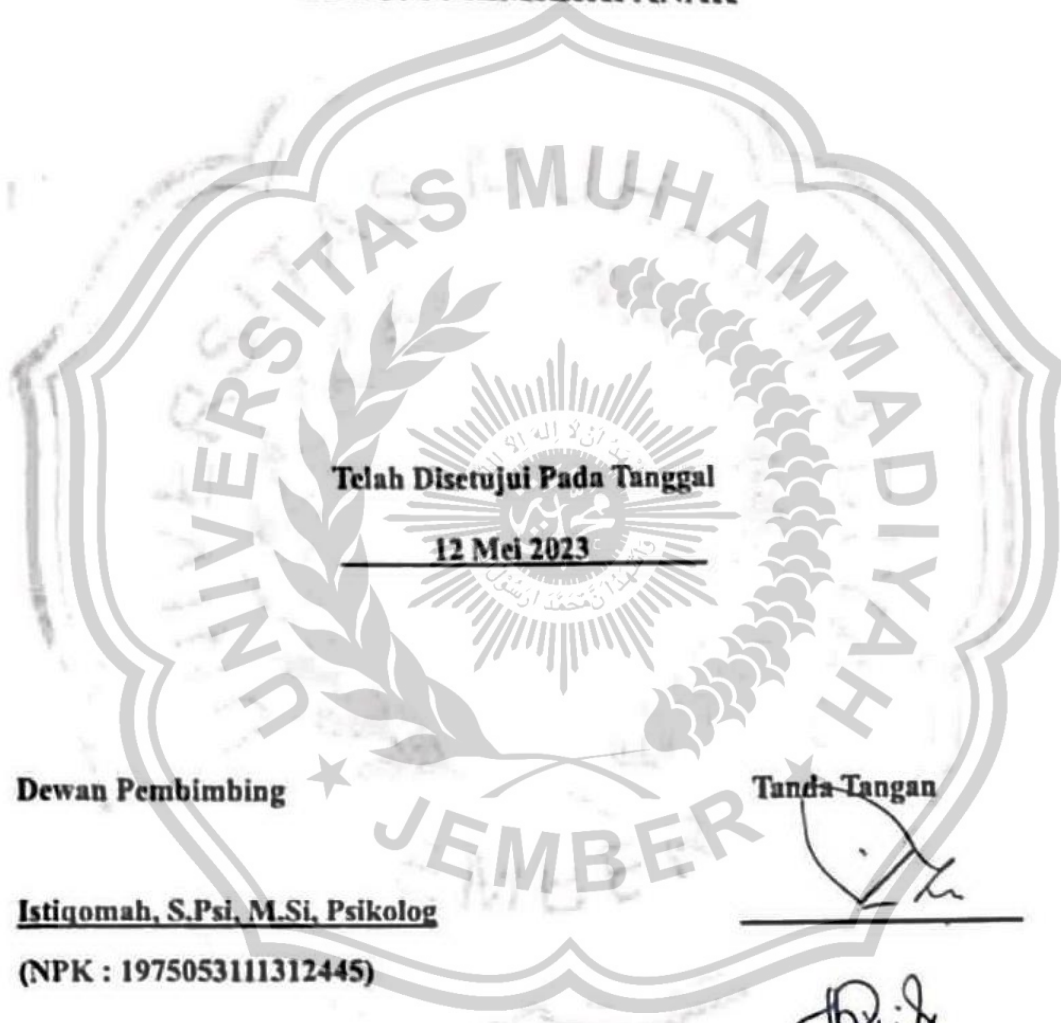 UNIVERSITAS MUHAMMADIYAH
JEMBER
Telah Disetujui Pada Tanggal
12 Mei 2023
Dewan Pembimbing
Tanda Tangan
Istiqomah, S.Psi, M.Si, Psikolog
(NPK : 1975053111312445)